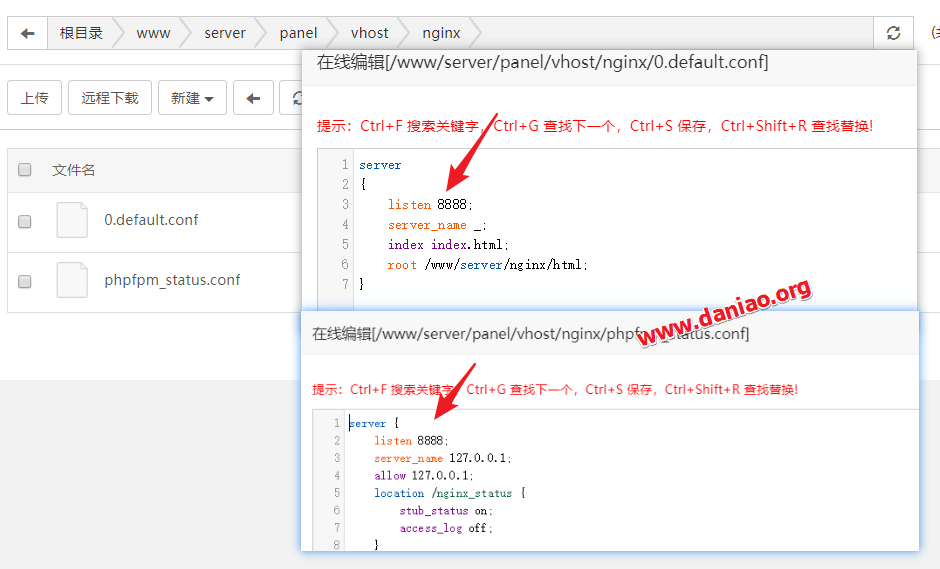 根目录 www server panel vhost nginx
上传 远程下载 新建
文件名
0.default.conf
phpfpm_status.conf
在线编辑[/www/server/panel/vhost/nginx/0.default.conf]
提示：Ctrl+F 搜索关键字，Ctrl+G 查找下一个，Ctrl+S 保存，Ctrl+Shift+R 查找替换!
1 server
2 {
3 listen 8888;
4 server_name _;
5 index index.html;
6 root /www/server/nginx/html;
7 }
www.daniao.org
在线编辑[/www/server/panel/vhost/nginx/phpfpm_status.conf]
提示：Ctrl+F 搜索关键字，Ctrl+G 查找下一个，Ctrl+S 保存，Ctrl+Shift+R 查找替换!
1 server {
2 listen 8888;
3 server_name 127.0.0.1;
4 allow 127.0.0.1;
5 location /nginx_status {
6 stub_status on;
7 access_log off;
8 }